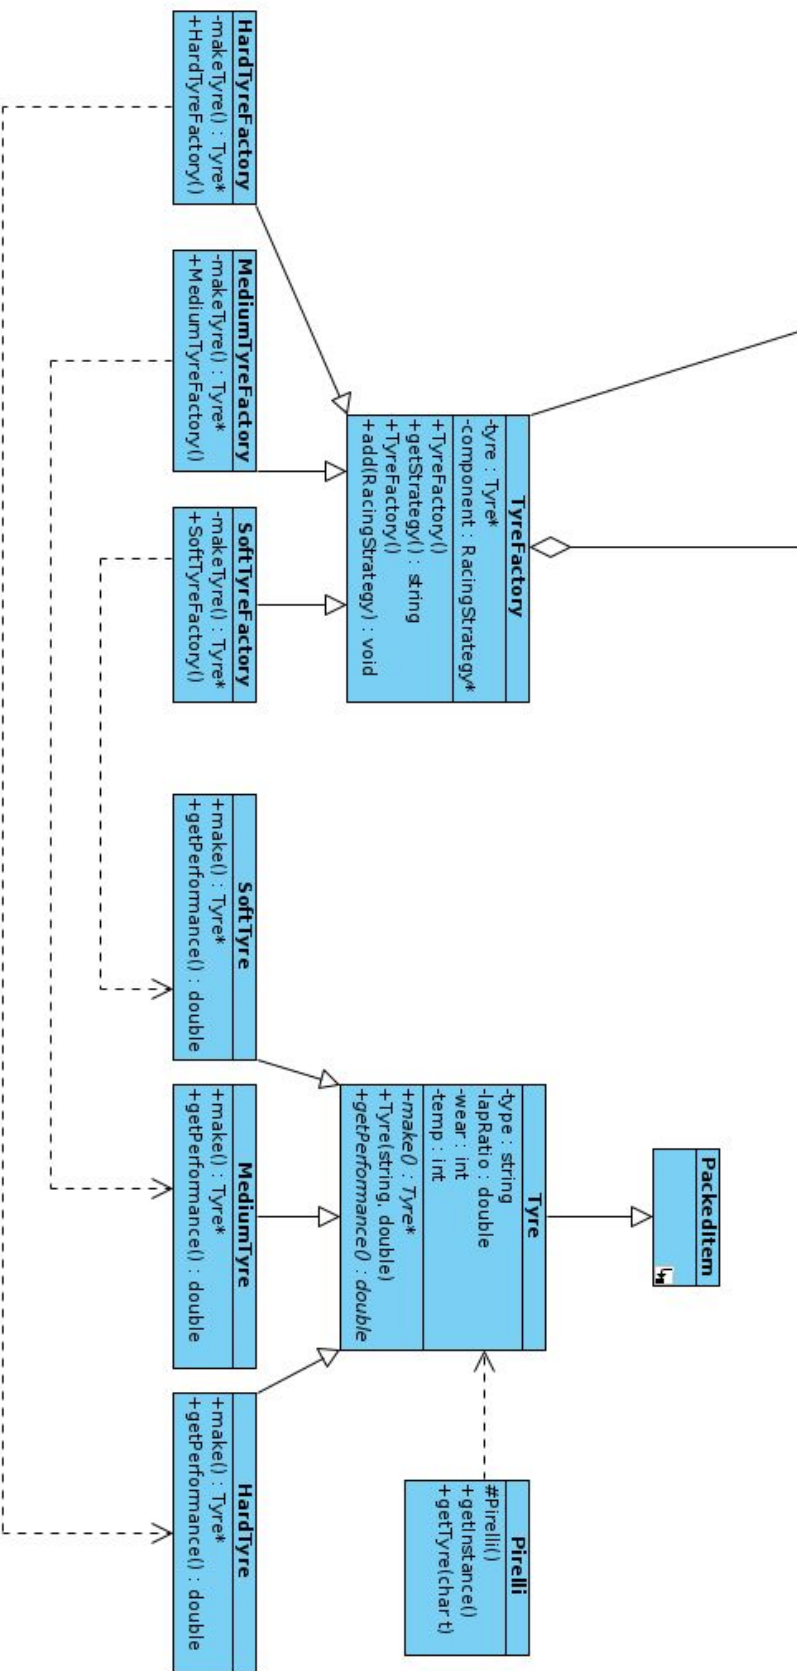 HardTyreFactory
-makeTyre() : Tyre*
+HardTyreFactory()
MediumTyreFactory
-makeTyre() : Tyre*
+MediumTyreFactory()
SoftTyreFactory
-makeTyre() : Tyre*
+SoftTyreFactory()
TyreFactory
-tyre : Tyre*
-component : RacingStrategy*
+TyreFactory()
+getStrategy() : string
+TyreFactory()
+add(RacingStrategy) : void
SoftTyre
+make() : Tyre*
+getPerformance() : double
MediumTyre
+make() : Tyre*
+getPerformance() : double
HardTyre
+make() : Tyre*
+getPerformance() : double
Tyre
-type : string
-lapRatio : double
-wear : int
-temp : int
+make() : Tyre*
+Tyre(string, double)
+getPerformance() : double
PackedItem
Pirelli
#Pirelli()
+getInstance()
+getTyre(char t)